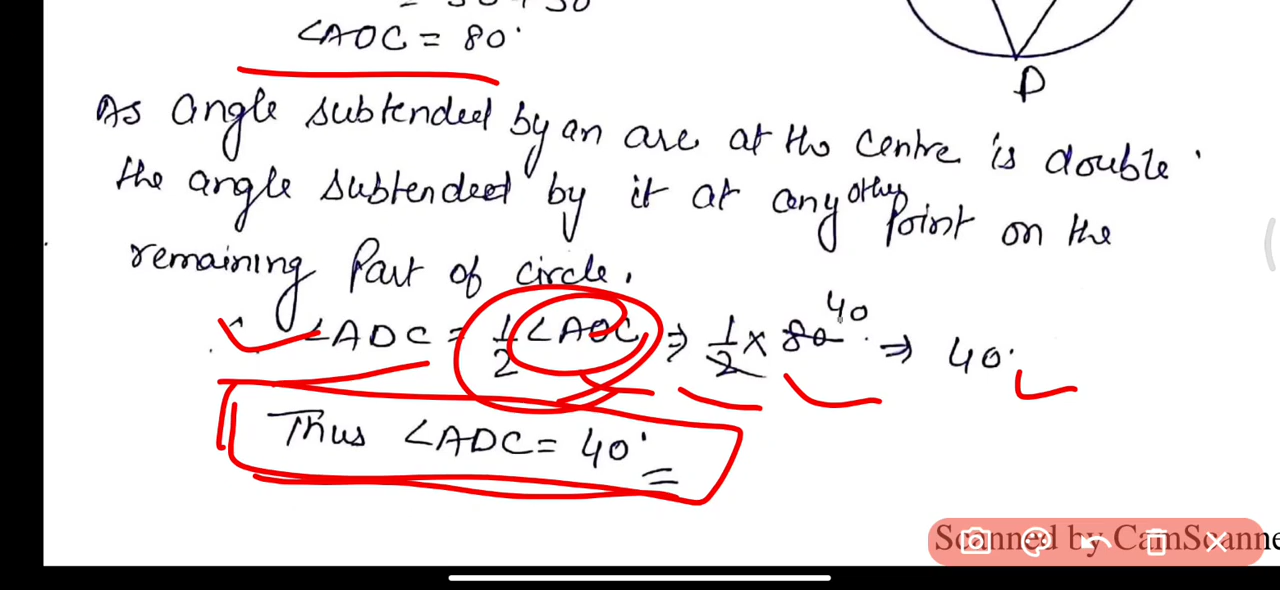 ∠AOC = 80°
D
As angle subtended by an arc at the centre is double
the angle subtended by it at any other point on the
remaining part of circle.
∠ADC = 1/2 ∠AOC ⇒ 1/2 × 80 40 ⇒ 40°
Thus ∠ADC = 40°
Scanned by CamScanne